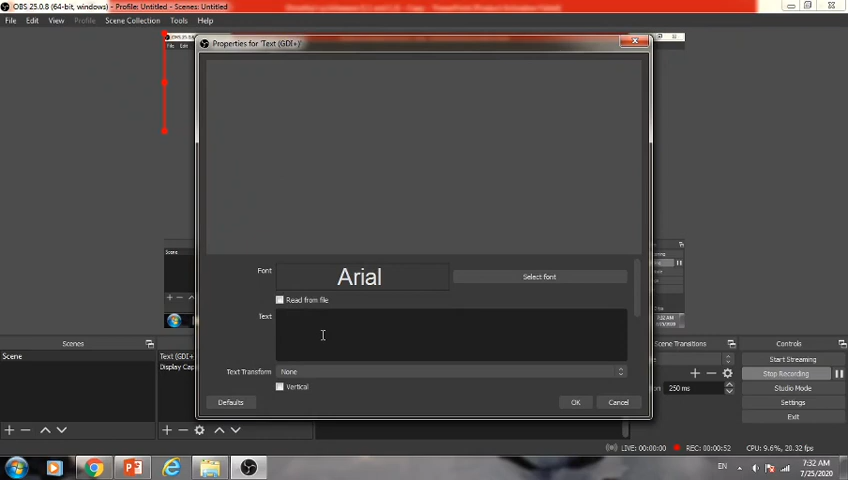 OBS 25.0.8 (64-bit, windows) - Profile: Untitled - Scenes: Untitled
File Edit View Profile Scene Collection Tools Help
Properties for 'Text (GDI+)'
Font Arial Select font
Read from file
Text
Text Transform None
Vertical
Defaults OK Cancel
Scenes Scene Transitions Controls
Scene Text (GDI+ Start Streaming
Display Cap Stop Recording
250 ms Studio Mode
Settings
Exit
LIVE: 00:00:00 REC: 00:00:52 CPU: 9.6%, 20.32 fps
EN 7:32 AM
7/25/2020